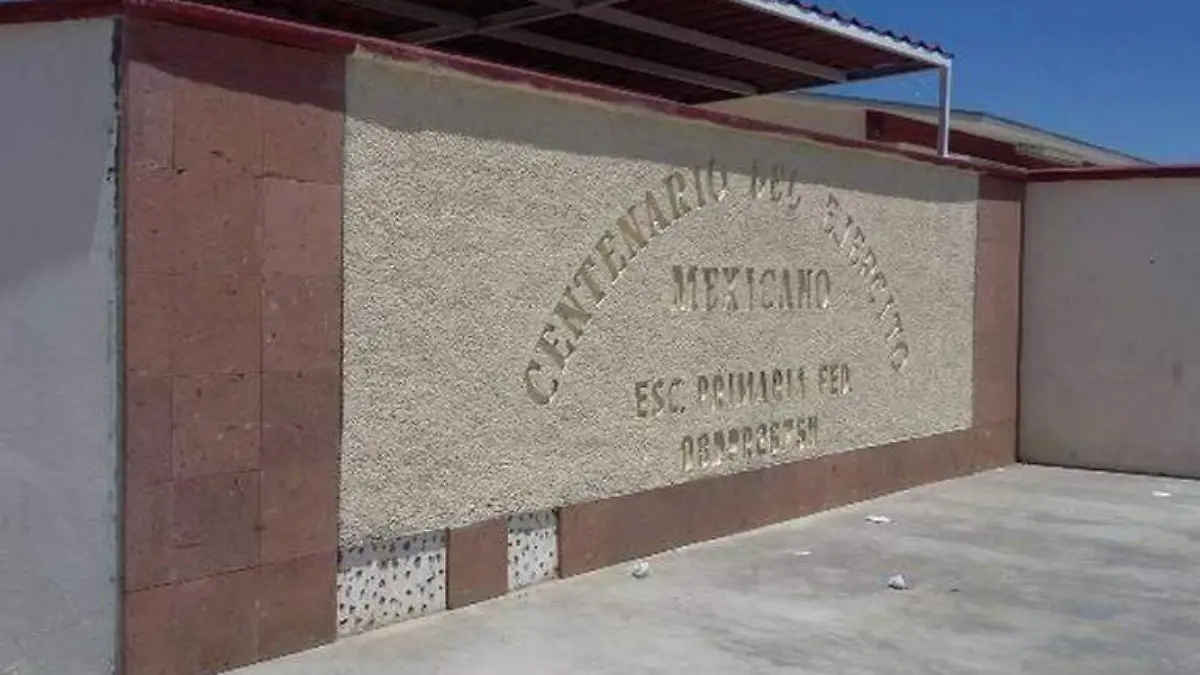 CENTENARIO DEL EJERCITO
MEXICANO
ESC. PRIMARIA FED.